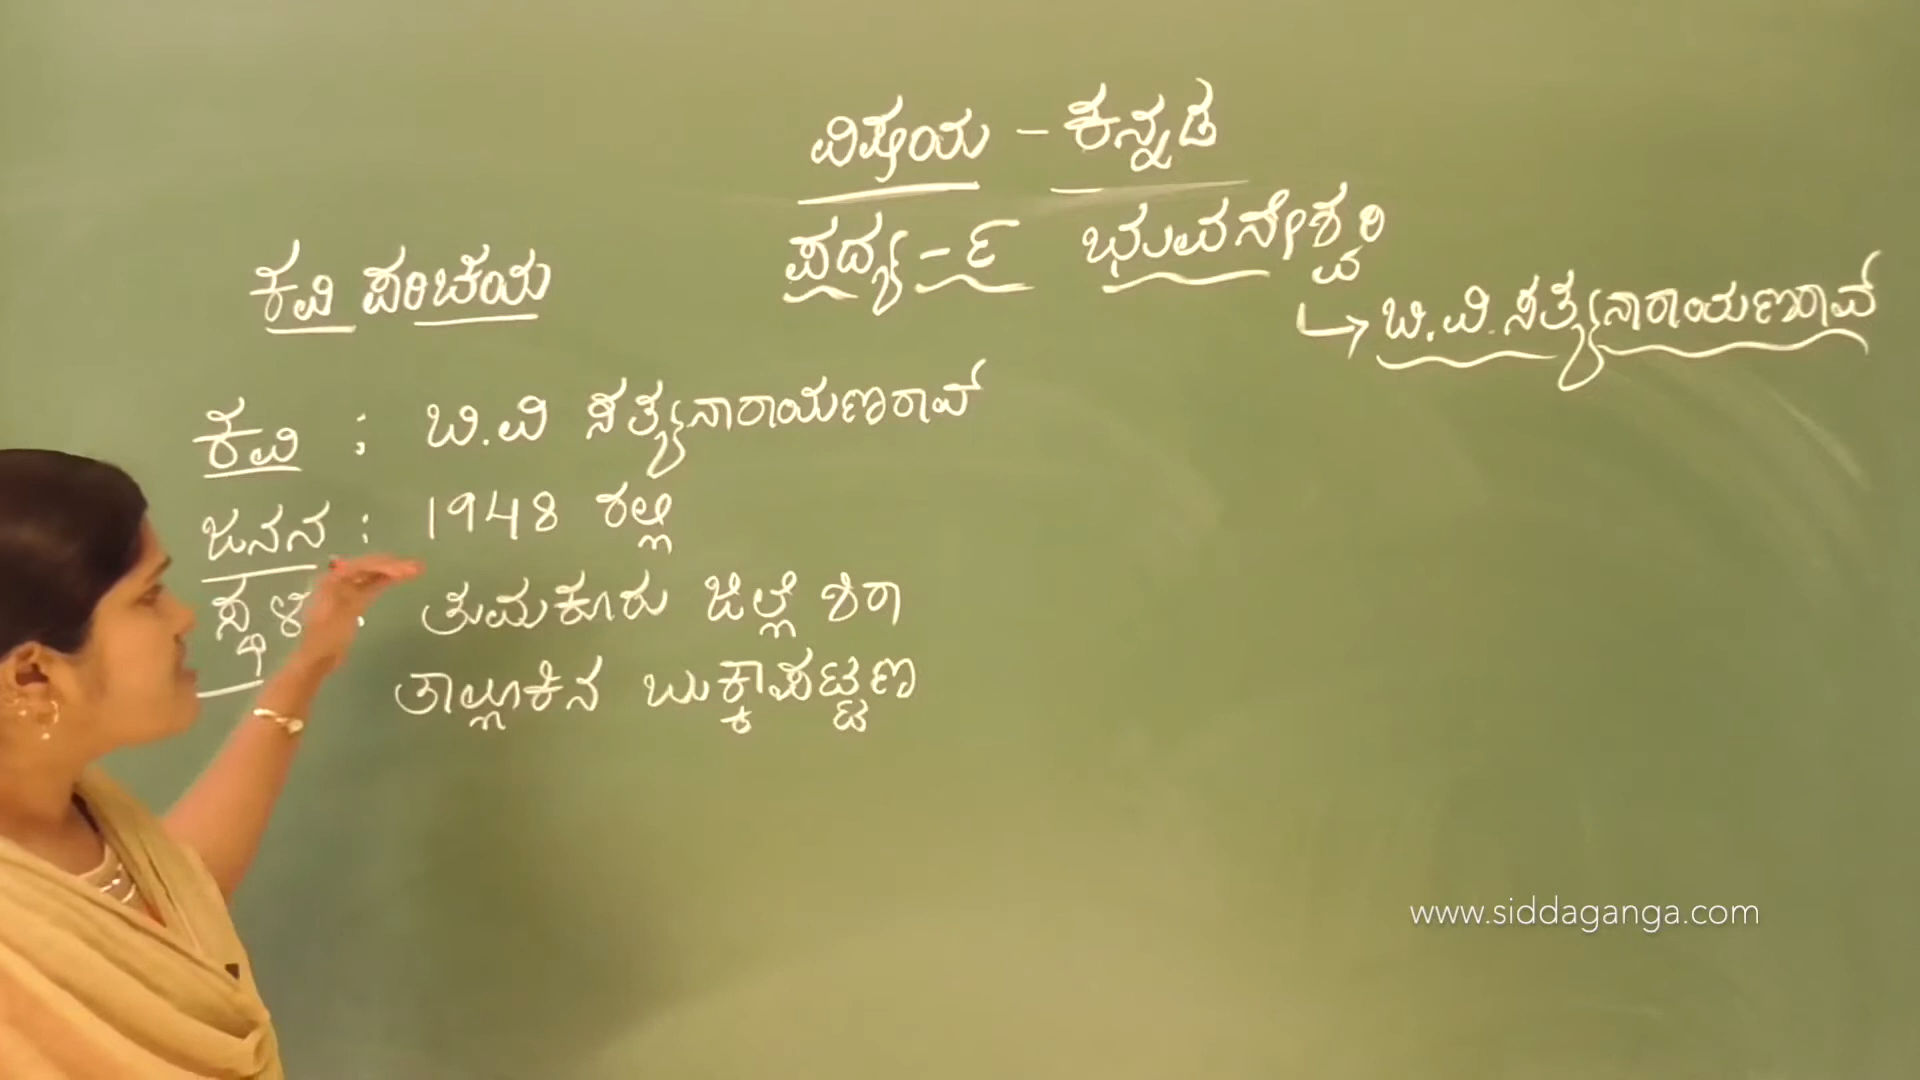 ವಿಷಯ - ಕನ್ನಡ
ಪದ್ಯ - ೯ ಭುವನೇಶ್ವರಿ
→ ಬಿ.ವಿ. ಸತ್ಯನಾರಾಯಣರಾವ್
ಕವಿ ಪರಿಚಯ
ಕವಿ : ಬಿ.ವಿ ಸತ್ಯನಾರಾಯಣರಾವ್
ಜನನ : 1948 ರಲ್ಲಿ
ಸ್ಥಳ : ತುಮಕೂರು ಜಿಲ್ಲೆ ಶಿರಾ
ತಾಲ್ಲೂಕಿನ ಬುಕ್ಕಾಪಟ್ಟಣ
www.siddaganga.com